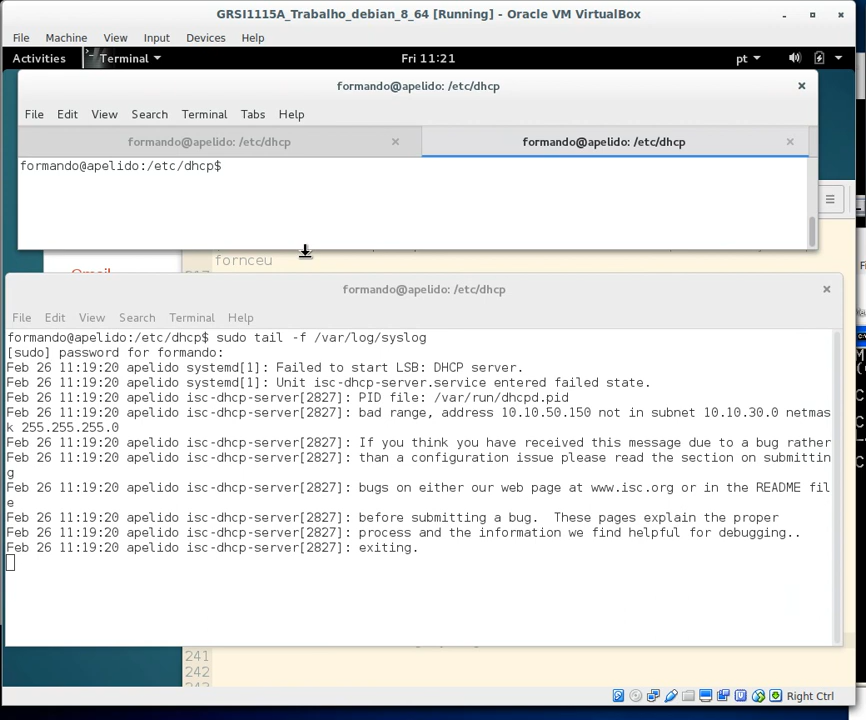 GRSI1115A_Trabalho_debian_8_64 [Running] - Oracle VM VirtualBox
File Machine View Input Devices Help
Activities Terminal Fri 11:21 pt
formando@apelido: /etc/dhcp
File Edit View Search Terminal Tabs Help
formando@apelido: /etc/dhcp formando@apelido: /etc/dhcp
formando@apelido:/etc/dhcp$
fornceu
formando@apelido: /etc/dhcp
File Edit View Search Terminal Help
formando@apelido:/etc/dhcp$ sudo tail -f /var/log/syslog
[sudo] password for formando:
Feb 26 11:19:20 apelido systemd[1]: Failed to start LSB: DHCP server.
Feb 26 11:19:20 apelido systemd[1]: Unit isc-dhcp-server.service entered failed state.
Feb 26 11:19:20 apelido isc-dhcp-server[2827]: PID file: /var/run/dhcpd.pid
Feb 26 11:19:20 apelido isc-dhcp-server[2827]: bad range, address 10.10.50.150 not in subnet 10.10.30.0 netmas
k 255.255.255.0
Feb 26 11:19:20 apelido isc-dhcp-server[2827]: If you think you have received this message due to a bug rather
Feb 26 11:19:20 apelido isc-dhcp-server[2827]: than a configuration issue please read the section on submittin
g
Feb 26 11:19:20 apelido isc-dhcp-server[2827]: bugs on either our web page at www.isc.org or in the README fil
e
Feb 26 11:19:20 apelido isc-dhcp-server[2827]: before submitting a bug.  These pages explain the proper
Feb 26 11:19:20 apelido isc-dhcp-server[2827]: process and the information we find helpful for debugging..
Feb 26 11:19:20 apelido isc-dhcp-server[2827]: exiting.
241
242
Right Ctrl